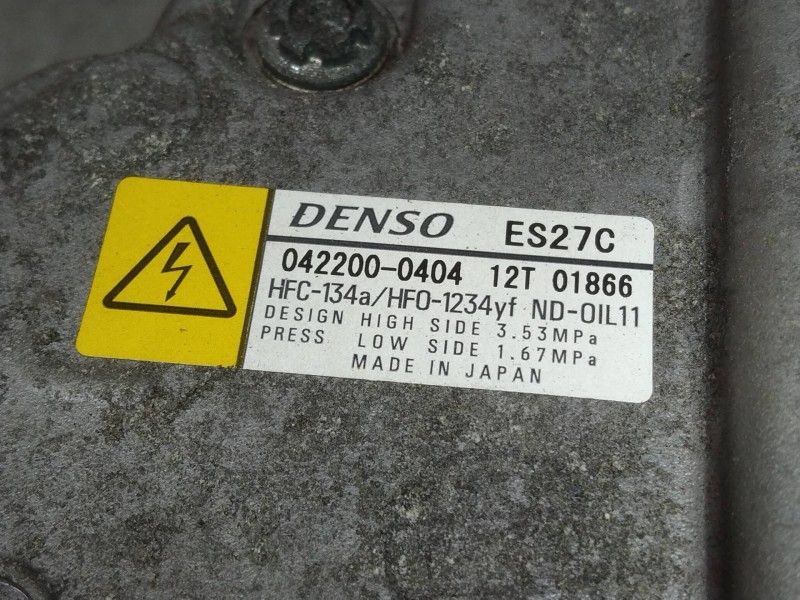 DENSO ES27C
042200-0404 12T 01866
HFC-134a/HFO-1234yf ND-OIL11
DESIGN HIGH SIDE 3.53MPa
PRESS LOW SIDE 1.67MPa
MADE IN JAPAN